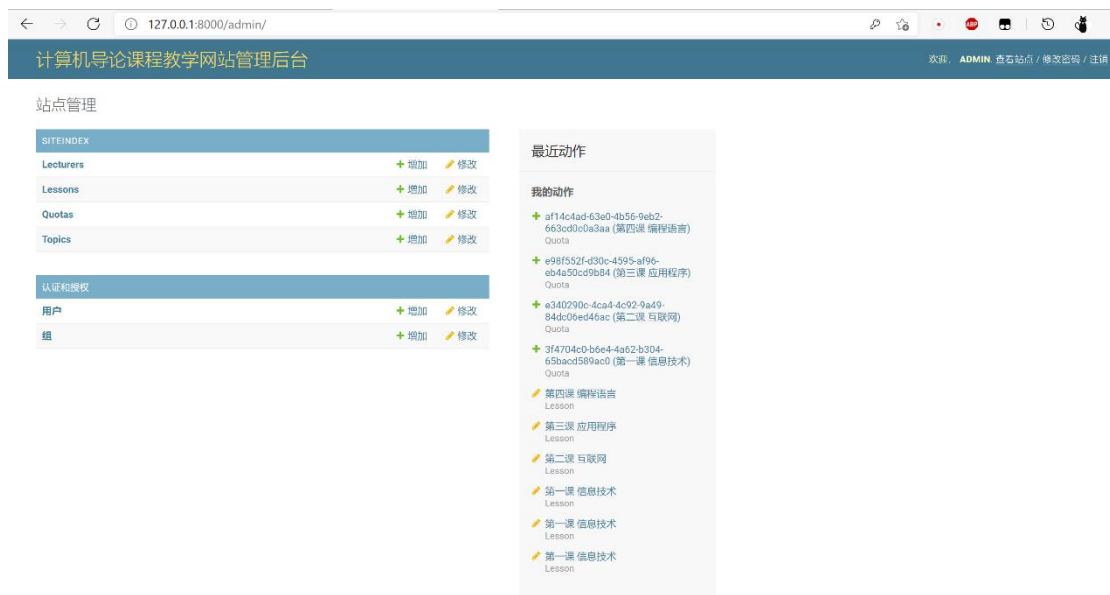 127.0.0.1:8000/admin/
ABP
计算机导论课程教学网站管理后台
欢迎，ADMIN. 查看站点 / 修改密码 / 注销
站点管理
SITEINDEX
Lecturers 增加 修改
Lessons 增加 修改
Quotas 增加 修改
Topics 增加 修改
认证和授权
用户 增加 修改
组 增加 修改
最近动作
我的动作
af14c4ad-63e0-4b56-9eb2-
663cd0c0a3aa (第四课 编程语言)
Quota
e98f552f-d30c-4595-af96-
eb4a50cd9b84 (第三课 应用程序)
Quota
e340290c-4ca4-4c92-9a49-
84dc06ed46ac (第二课 互联网)
Quota
3f4704c0-b6e4-4a62-b304-
65bacd589ac0 (第一课 信息技术)
Quota
第四课 编程语言
Lesson
第三课 应用程序
Lesson
第二课 互联网
Lesson
第一课 信息技术
Lesson
第一课 信息技术
Lesson
第一课 信息技术
Lesson